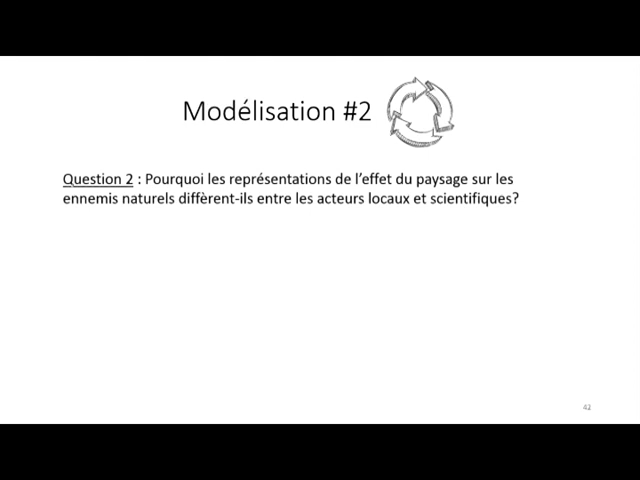 Modélisation #2
Question 2 : Pourquoi les représentations de l’effet du paysage sur les
ennemis naturels diffèrent-ils entre les acteurs locaux et scientifiques?
42